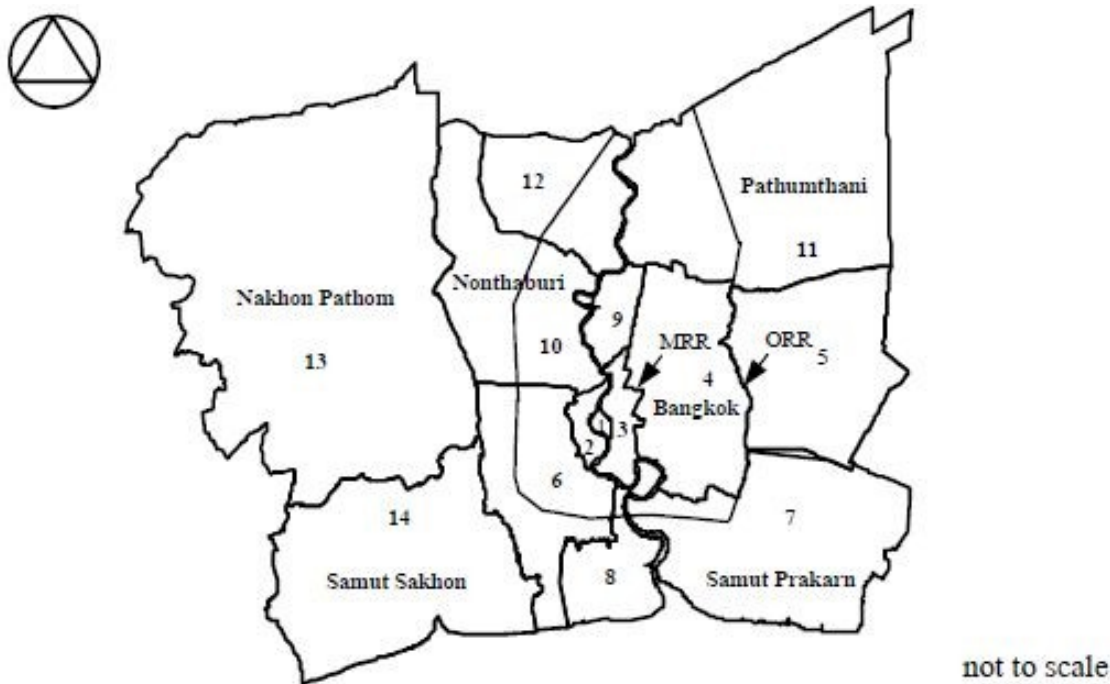 12
Pathumthani
11
Nonthaburi
Nakhon Pathom
9
MRR
ORR
10
5
13
4
Bangkok
1
3
2
6
14
7
8
Samut Sakhon
Samut Prakarn
not to scale